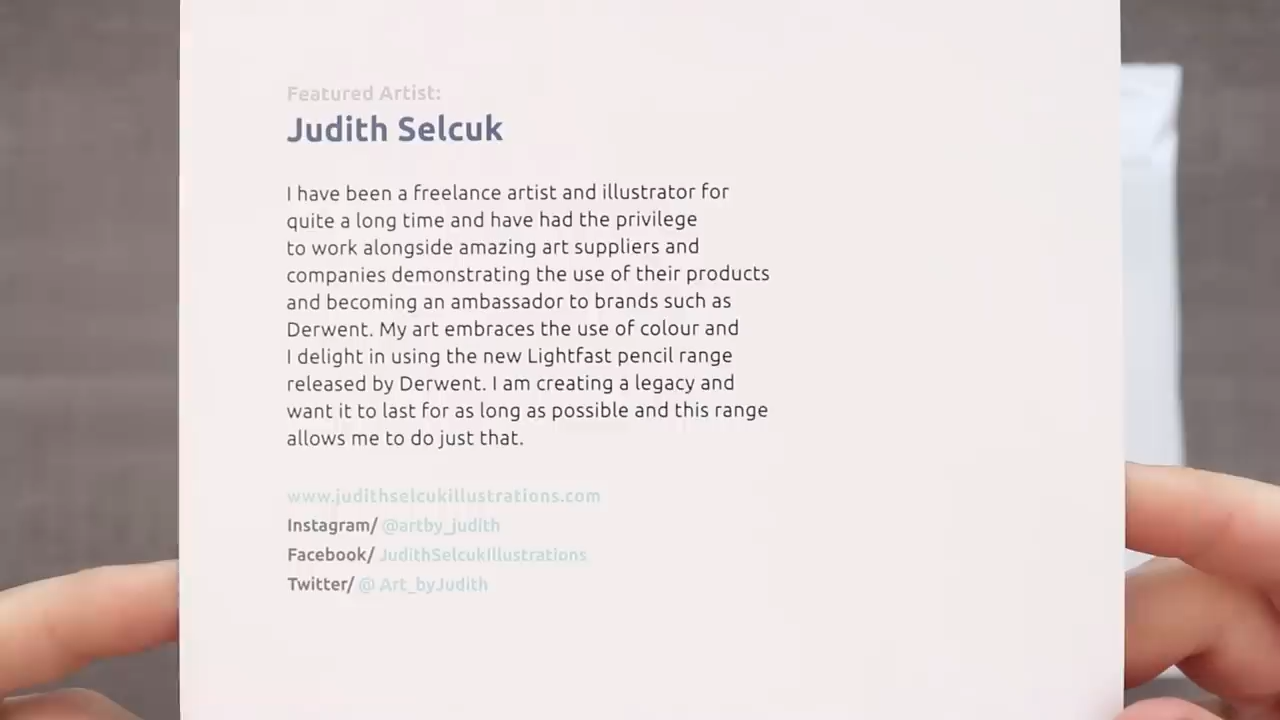 Featured Artist:
Judith Selcuk
I have been a freelance artist and illustrator for
quite a long time and have had the privilege
to work alongside amazing art suppliers and
companies demonstrating the use of their products
and becoming an ambassador to brands such as
Derwent. My art embraces the use of colour and
I delight in using the new Lightfast pencil range
released by Derwent. I am creating a legacy and
want it to last for as long as possible and this range
allows me to do just that.
www.judithselcukillustrations.com
Instagram/ @artby_judith
Facebook/ JudithSelcukIllustrations
Twitter/ @ Art_byJudith